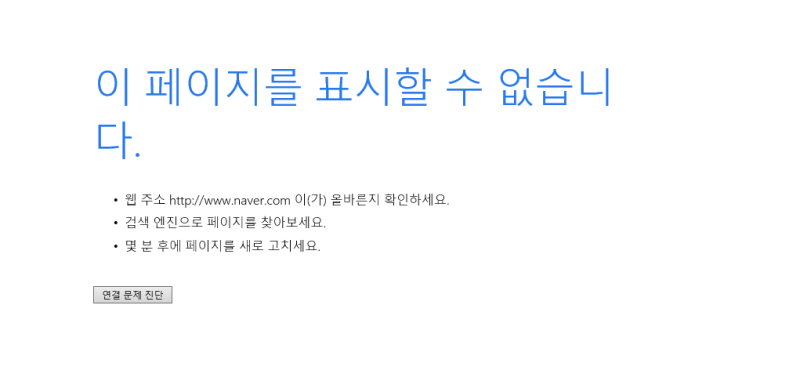 이 페이지를 표시할 수 없습니
다.
• 웹 주소 http://www.naver.com 이(가) 올바른지 확인하세요.
• 검색 엔진으로 페이지를 찾아보세요.
• 몇 분 후에 페이지를 새로 고치세요.
연결 문제 진단